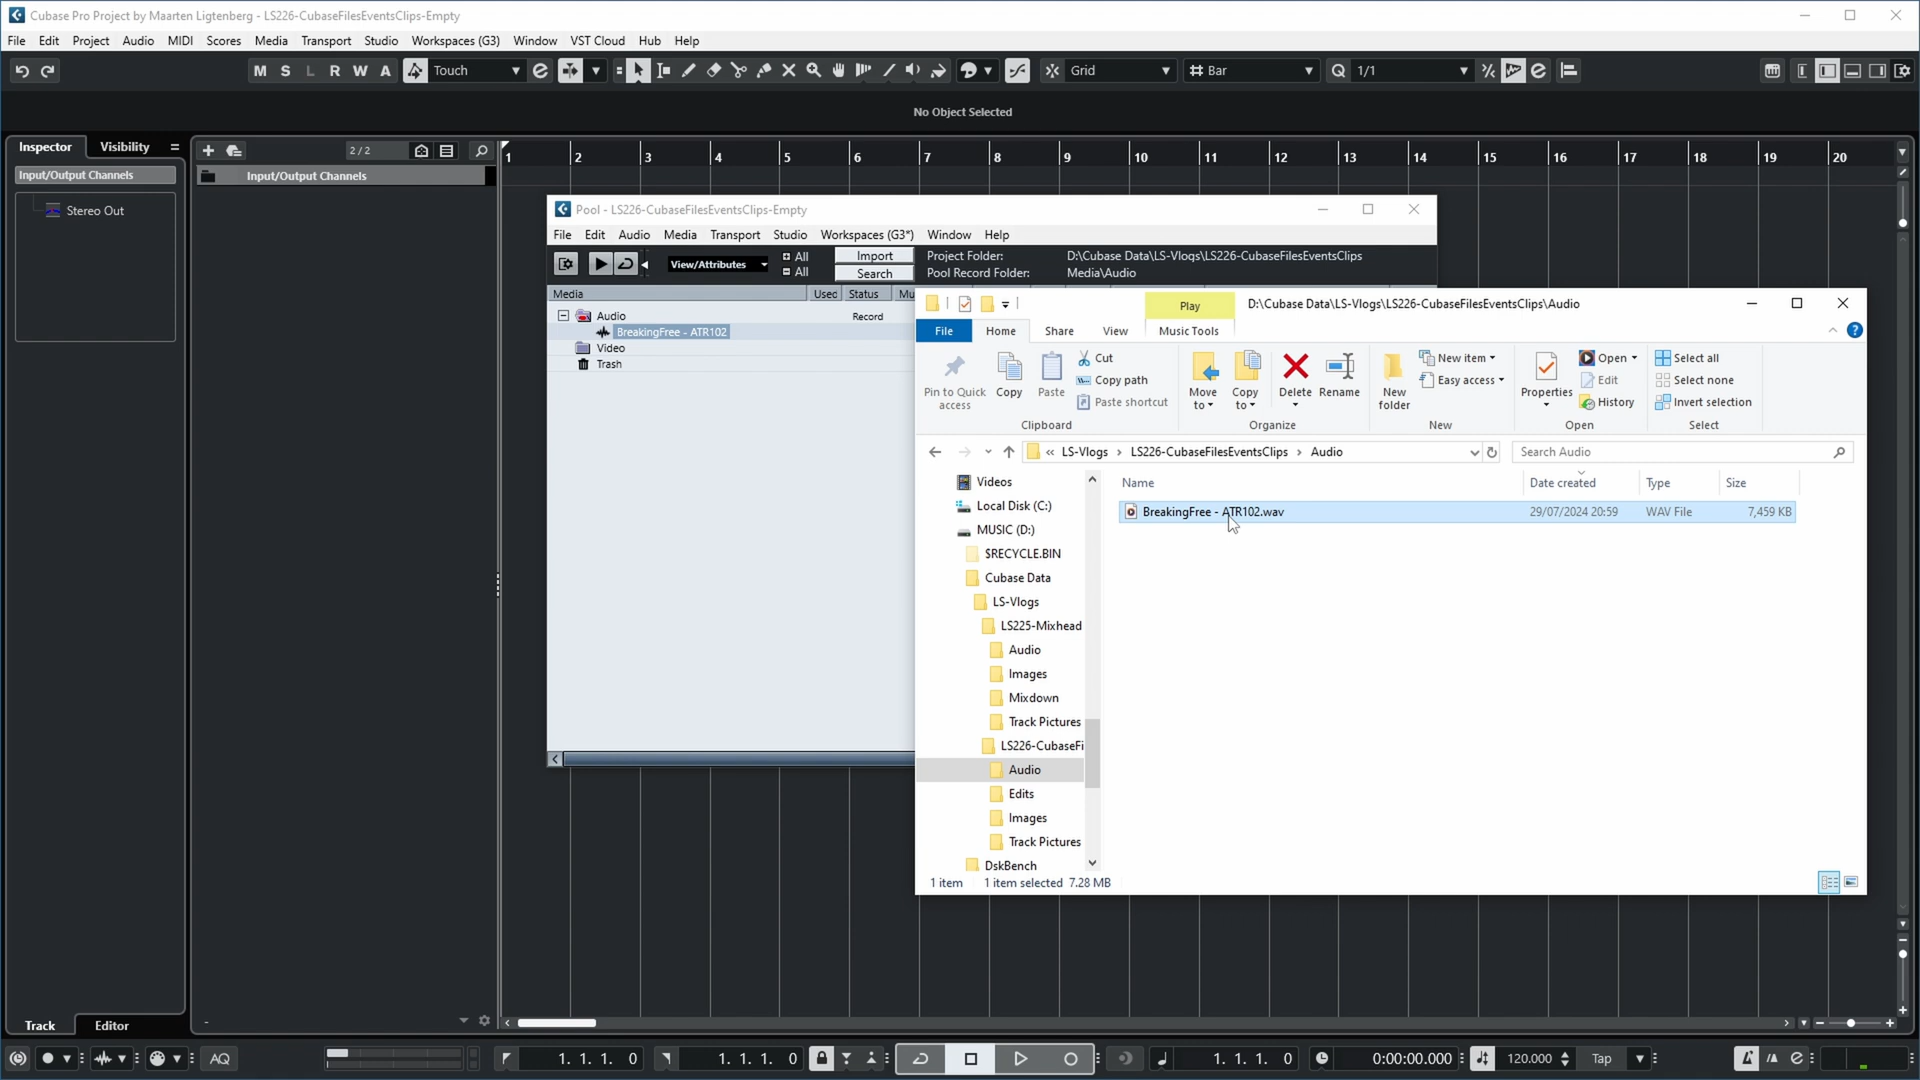 Cubase Pro Project by Maarten Ligtenberg - LS226-CubaseFilesEventsClips-Empty
File Edit Project Audio MIDI Scores Media Transport Studio Workspaces (G3) Window VST Cloud Hub Help
M S L R W A Touch Grid Bar Q 1/1
No Object Selected
Inspector Visibility 2 / 2 1 2 3 4 5 6 7 8 9 10 11 12 13 14 15 16 17 18 19 20
Input/Output Channels Input/Output Channels
Stereo Out
Pool - LS226-CubaseFilesEventsClips-Empty
File Edit Audio Media Transport Studio Workspaces (G3*) Window Help
View/Attributes All Import Project Folder: D:\Cubase Data\LS-Vlogs\LS226-CubaseFilesEventsClips
All Search Pool Record Folder: Media\Audio
Media Used Status Mu
Audio Record
BreakingFree - ATR102
Video
Trash
Play D:\Cubase Data\LS-Vlogs\LS226-CubaseFilesEventsClips\Audio
File Home Share View Music Tools
Pin to Quick access Copy Paste Cut Copy path Paste shortcut
Clipboard
Move to Copy to Delete Rename
Organize
New folder New item Easy access
New
Properties Open Edit History
Open
Select all Select none Invert selection
Select
« LS-Vlogs › LS226-CubaseFilesEventsClips › Audio Search Audio
Name Date created Type Size
BreakingFree - ATR102.wav 29/07/2024 20:59 WAV File 7,459 KB
Videos
Local Disk (C:)
MUSIC (D:)
$RECYCLE.BIN
Cubase Data
LS-Vlogs
LS225-Mixhead
Audio
Images
Mixdown
Track Pictures
LS226-CubaseFi
Audio
Edits
Images
Track Pictures
DskBench
1 item 1 item selected 7.28 MB
Track Editor -
AQ 1. 1. 1. 0 1. 1. 1. 0 1. 1. 1. 0 0:00:00.000 120.000 Tap